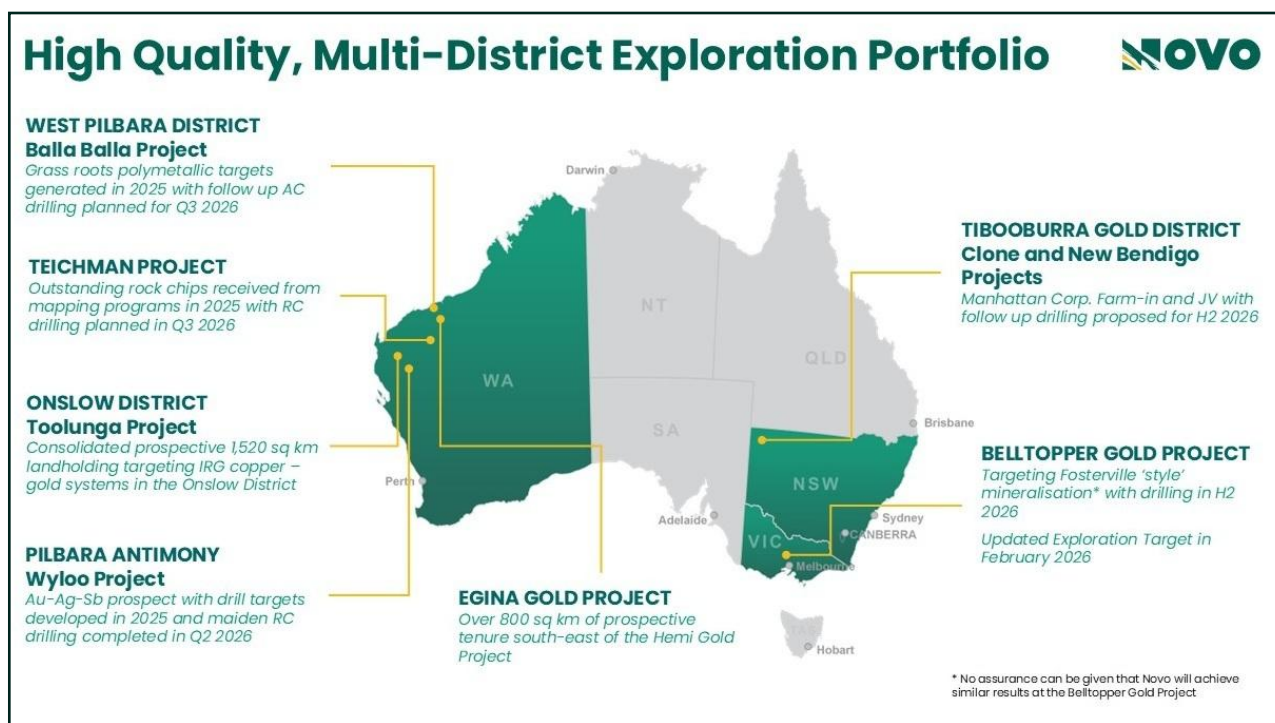 High Quality, Multi-District Exploration Portfolio
NOVO
WEST PILBARA DISTRICT
Balla Balla Project
Grass roots polymetallic targets
generated in 2025 with follow up AC
drilling planned for Q3 2026
TEICHMAN PROJECT
Outstanding rock chips received from
mapping programs in 2025 with RC
drilling planned in Q3 2026
ONSLOW DISTRICT
Toolunga Project
Consolidated prospective 1,520 sq km
landholding targeting IRG copper –
gold systems in the Onslow District
PILBARA ANTIMONY
Wyloo Project
Au-Ag-Sb prospect with drill targets
developed in 2025 and maiden RC
drilling completed in Q2 2026
EGINA GOLD PROJECT
Over 800 sq km of prospective
tenure south-east of the Hemi Gold
Project
TIBOOBURRA GOLD DISTRICT
Clone and New Bendigo
Projects
Manhattan Corp. Farm-in and JV with
follow up drilling proposed for H2 2026
BELLTOPPER GOLD PROJECT
Targeting Fosterville ‘style’
mineralisation* with drilling in H2
2026
Updated Exploration Target in
February 2026
Darwin
NT
QLD
WA
SA
Brisbane
NSW
Perth
Adelaide
Sydney
CANBERRA
VIC
Melbourne
TAS
Hobart
* No assurance can be given that Novo will achieve
similar results at the Belltopper Gold Project